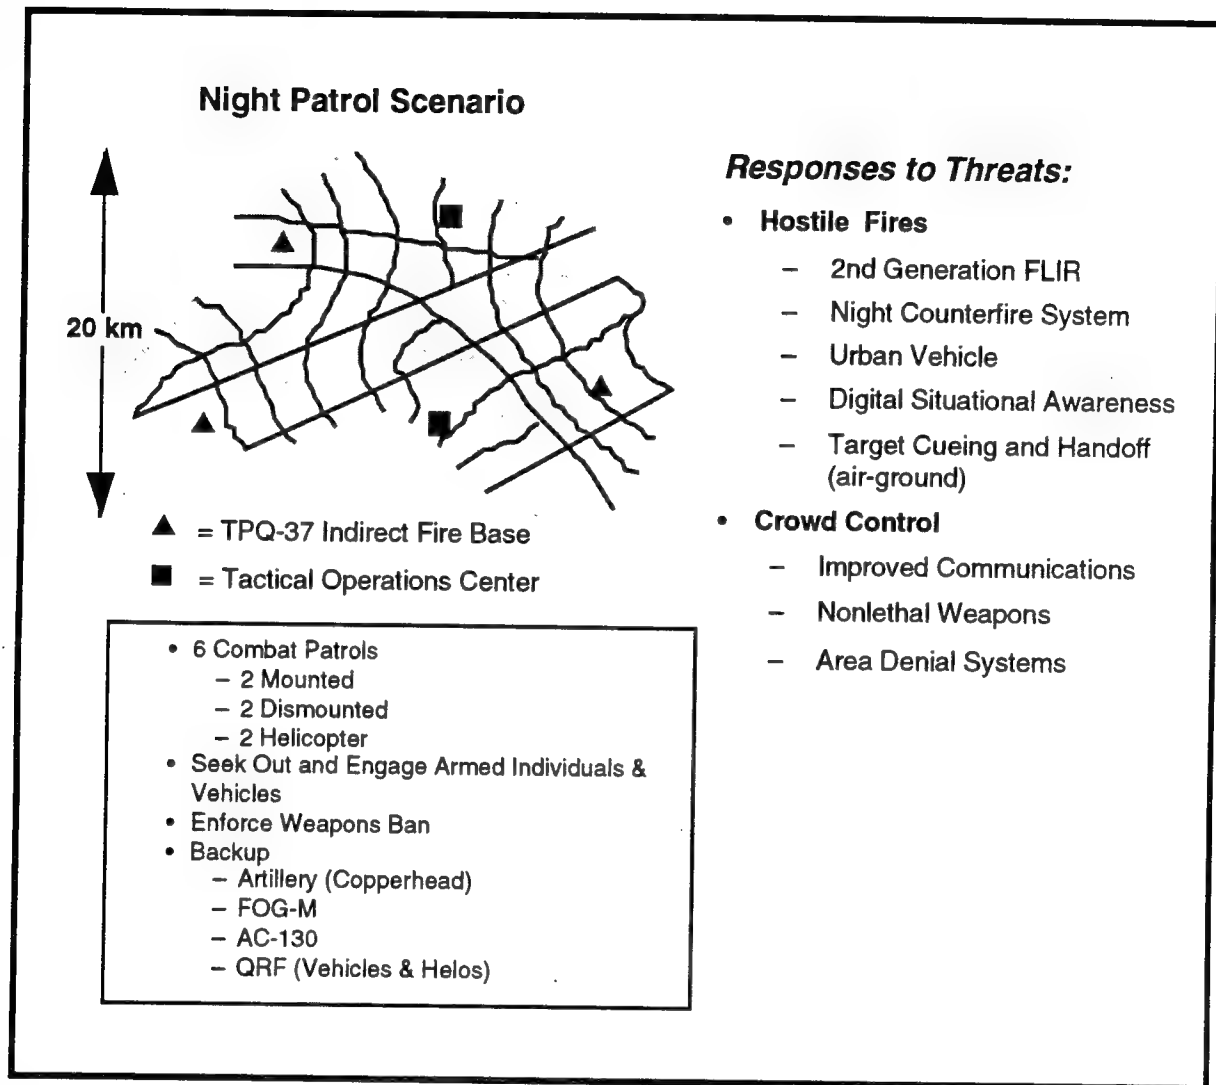 Night Patrol Scenario
20 km
▲ = TPQ-37 Indirect Fire Base
■ = Tactical Operations Center
• 6 Combat Patrols
– 2 Mounted
– 2 Dismounted
– 2 Helicopter
• Seek Out and Engage Armed Individuals &
Vehicles
• Enforce Weapons Ban
• Backup
– Artillery (Copperhead)
– FOG-M
– AC-130
– QRF (Vehicles & Helos)
Responses to Threats:
• Hostile Fires
– 2nd Generation FLIR
– Night Counterfire System
– Urban Vehicle
– Digital Situational Awareness
– Target Cueing and Handoff
(air-ground)
• Crowd Control
– Improved Communications
– Nonlethal Weapons
– Area Denial Systems